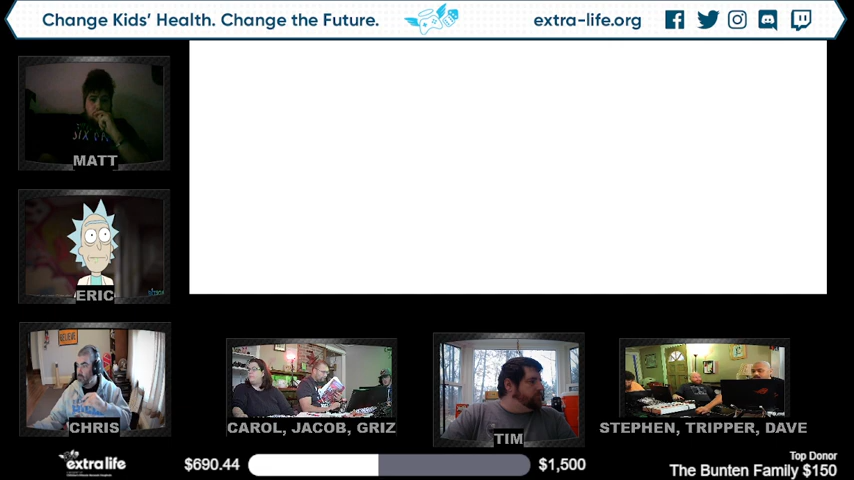 Change Kids' Health. Change the Future.
extra-life.org
MATT
ERIC
CHRIS
CAROL, JACOB, GRIZ
TIM
STEPHEN, TRIPPER, DAVE
extra life
$690.44
$1,500
Top Donor
The Bunten Family $150